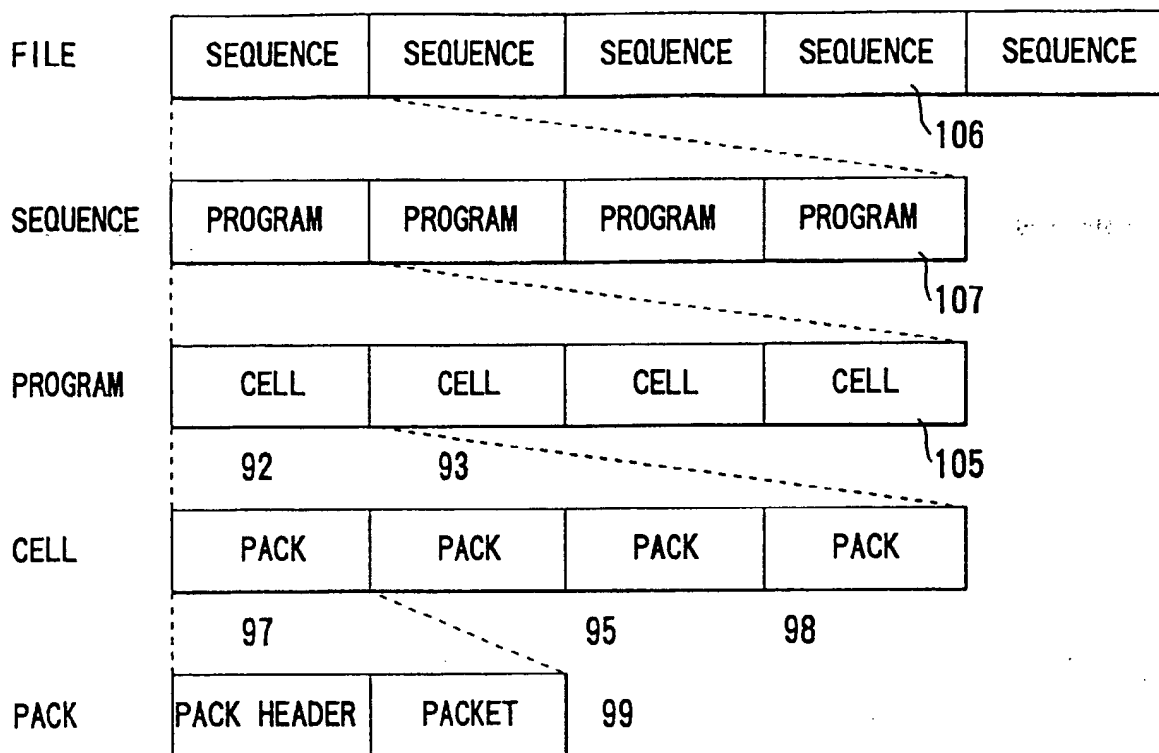 FILE SEQUENCE SEQUENCE SEQUENCE SEQUENCE SEQUENCE
106
SEQUENCE PROGRAM PROGRAM PROGRAM PROGRAM
107
PROGRAM CELL CELL CELL CELL
92 93 105
CELL PACK PACK PACK PACK
97 95 98
PACK PACK HEADER PACKET 99